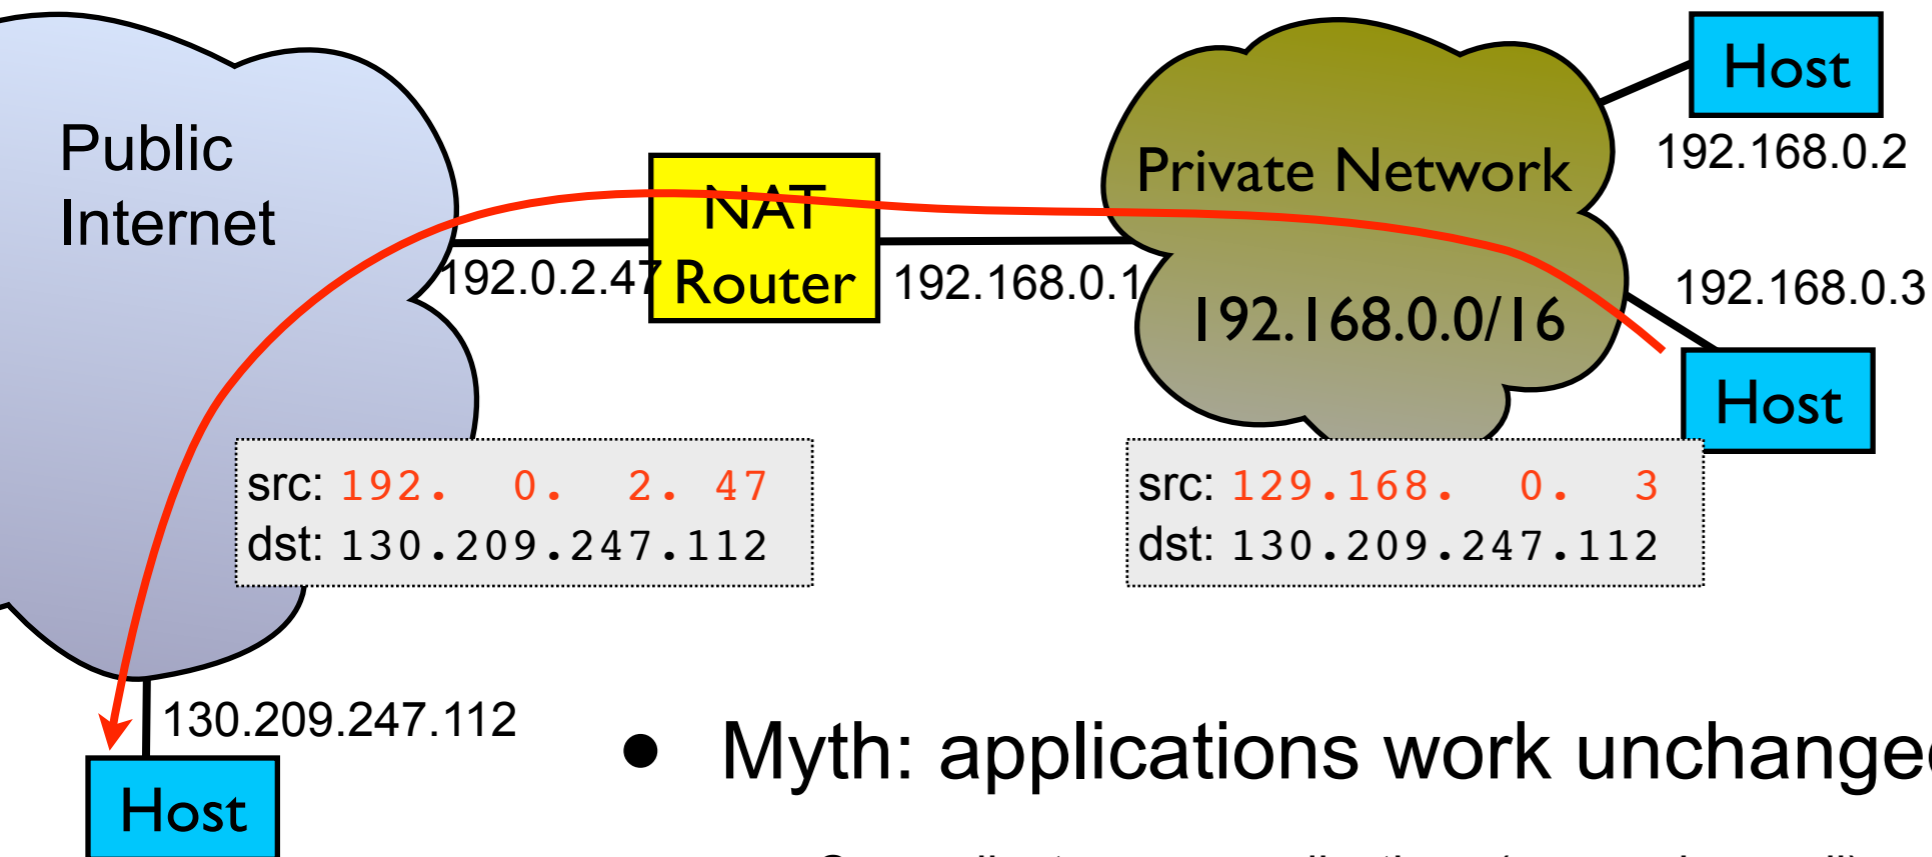 Public
Internet
NAT
Router
192.0.2.47
192.168.0.1
Private Network
192.168.0.0/16
Host
192.168.0.2
192.168.0.3
Host
src: 192. 0. 2. 47
dst: 130.209.247.112
src: 129.168. 0. 3
dst: 130.209.247.112
130.209.247.112
Host
• Myth: applications work unchanged